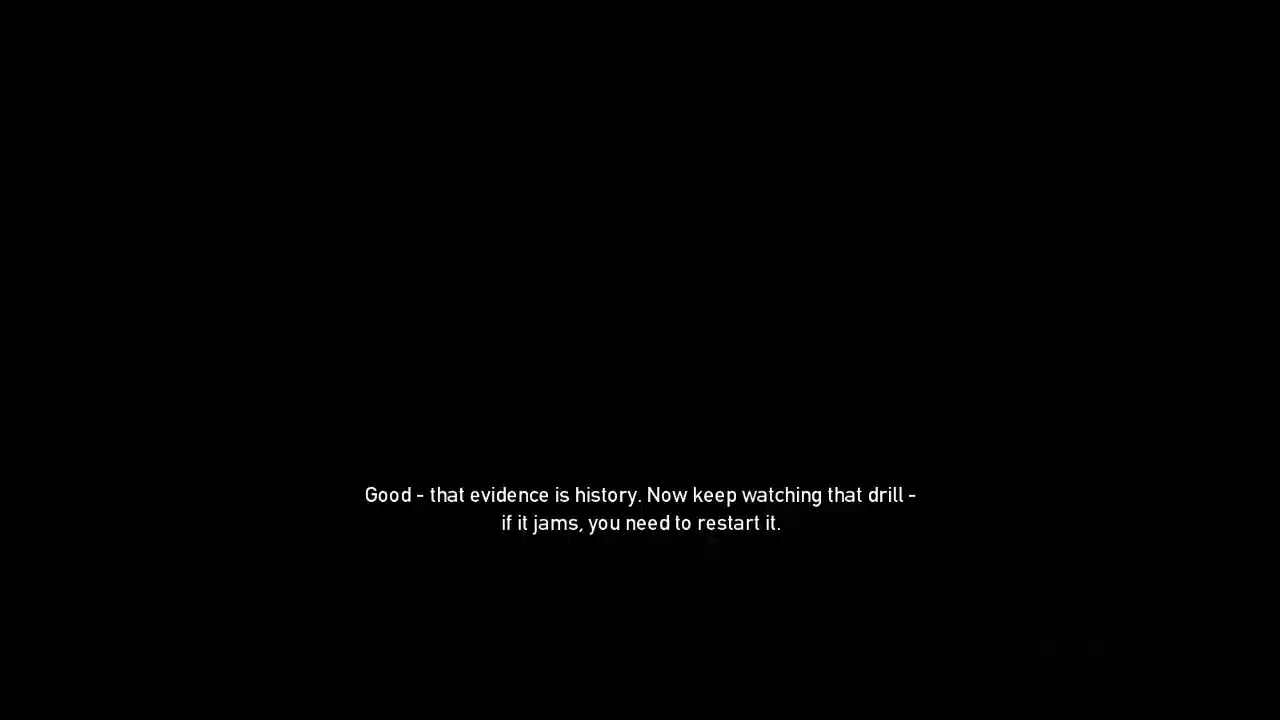 Good - that evidence is history. Now keep watching that drill -
if it jams, you need to restart it.